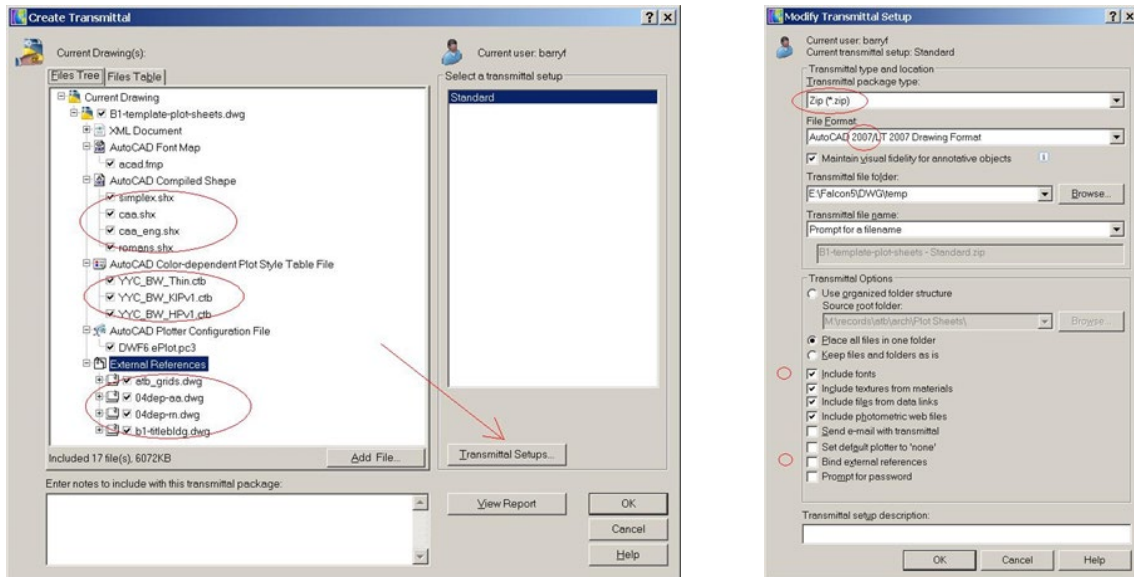 Create Transmittal
Current Drawing(s):
Current user: barryf
Files Tree
Files Table
Select a transmittal setup
Current Drawing
B1-template-plot-sheets.dwg
XML Document
AutoCAD Font Map
acad.fmp
AutoCAD Compiled Shape
simplex.shx
caa.shx
caa_eng.shx
romans.shx
AutoCAD Color-dependent Plot Style Table File
YYC_BW_Thin.ctb
YYC_BW_KIPv1.ctb
YYC_BW_HPv1.ctb
AutoCAD Plotter Configuration File
DWF6 ePlot.pc3
External References
atb_grids.dwg
04dep-aa.dwg
04dep-rn.dwg
b1-titlebldg.dwg
Standard
Included 17 file(s), 6072KB
Add File...
Transmittal Setups...
Enter notes to include with this transmittal package:
View Report
OK
Cancel
Help
Modify Transmittal Setup
Current user: barryf
Current transmittal setup: Standard
Transmittal type and location
Transmittal package type:
Zip (*.zip)
File Format:
AutoCAD 2007/LT 2007 Drawing Format
Maintain visual fidelity for annotative objects
Transmittal file folder:
E:\Falcon5\DWG\temp
Browse...
Transmittal file name:
Prompt for a filename
B1-template-plot-sheets - Standard.zip
Transmittal Options
Use organized folder structure
Source root folder:
M:\records\atb\arch\Plot Sheets\
Browse...
Place all files in one folder
Keep files and folders as is
Include fonts
Include textures from materials
Include files from data links
Include photometric web files
Send e-mail with transmittal
Set default plotter to 'none'
Bind external references
Prompt for password
Transmittal setup description:
OK
Cancel
Help